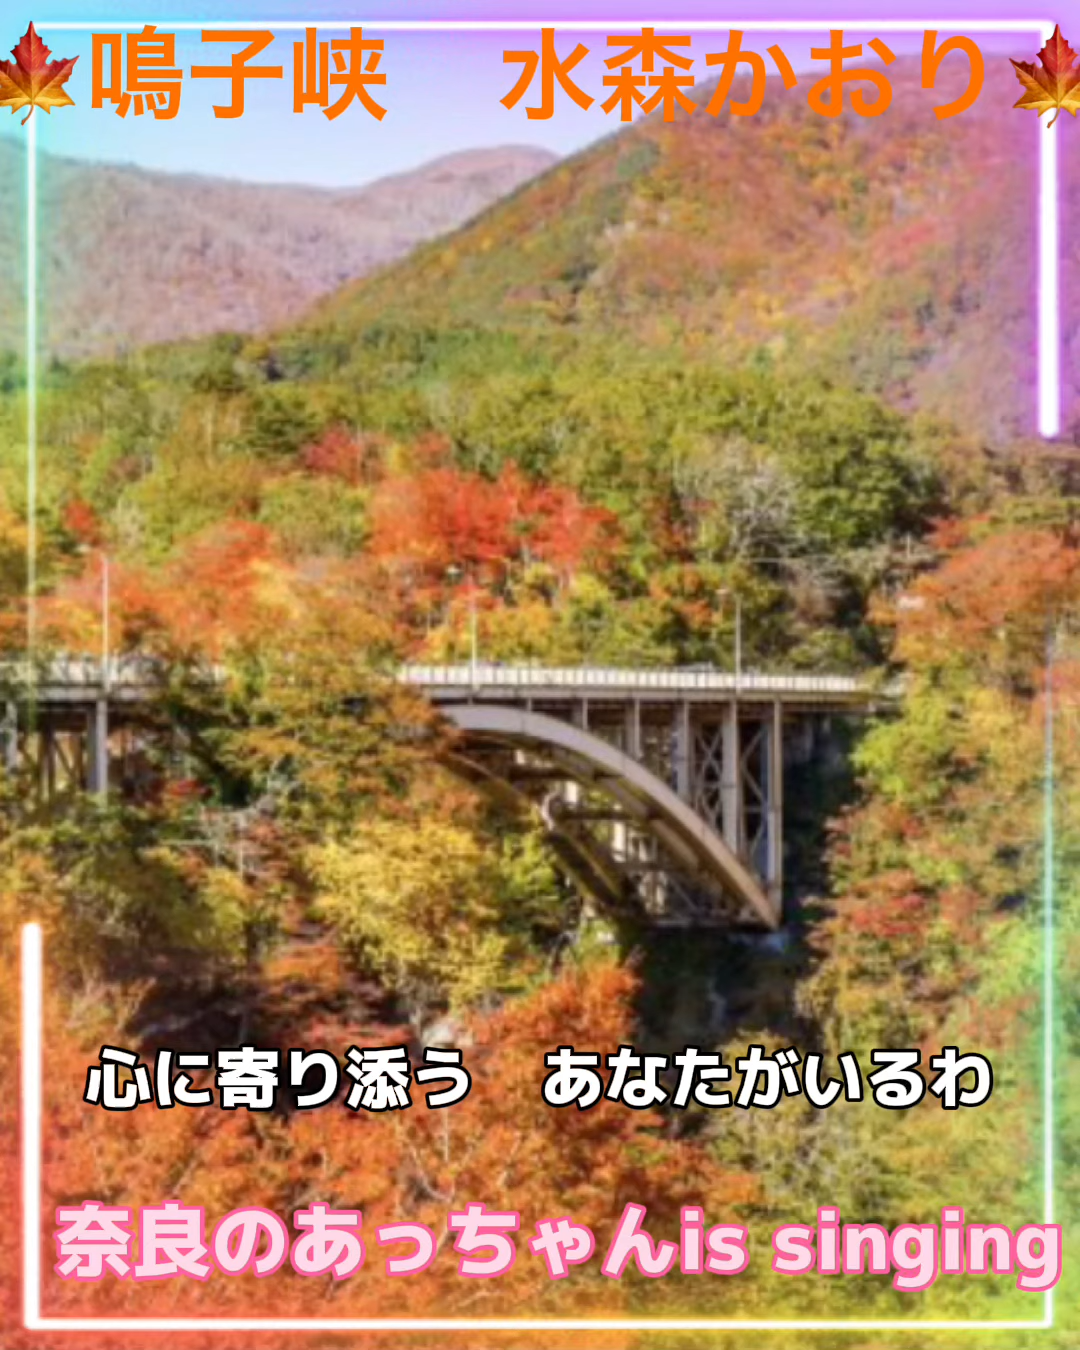 🍁鳴子峡　水森かおり🍁
心に寄り添う　あなたがいるわ
奈良のあっちゃんis singing